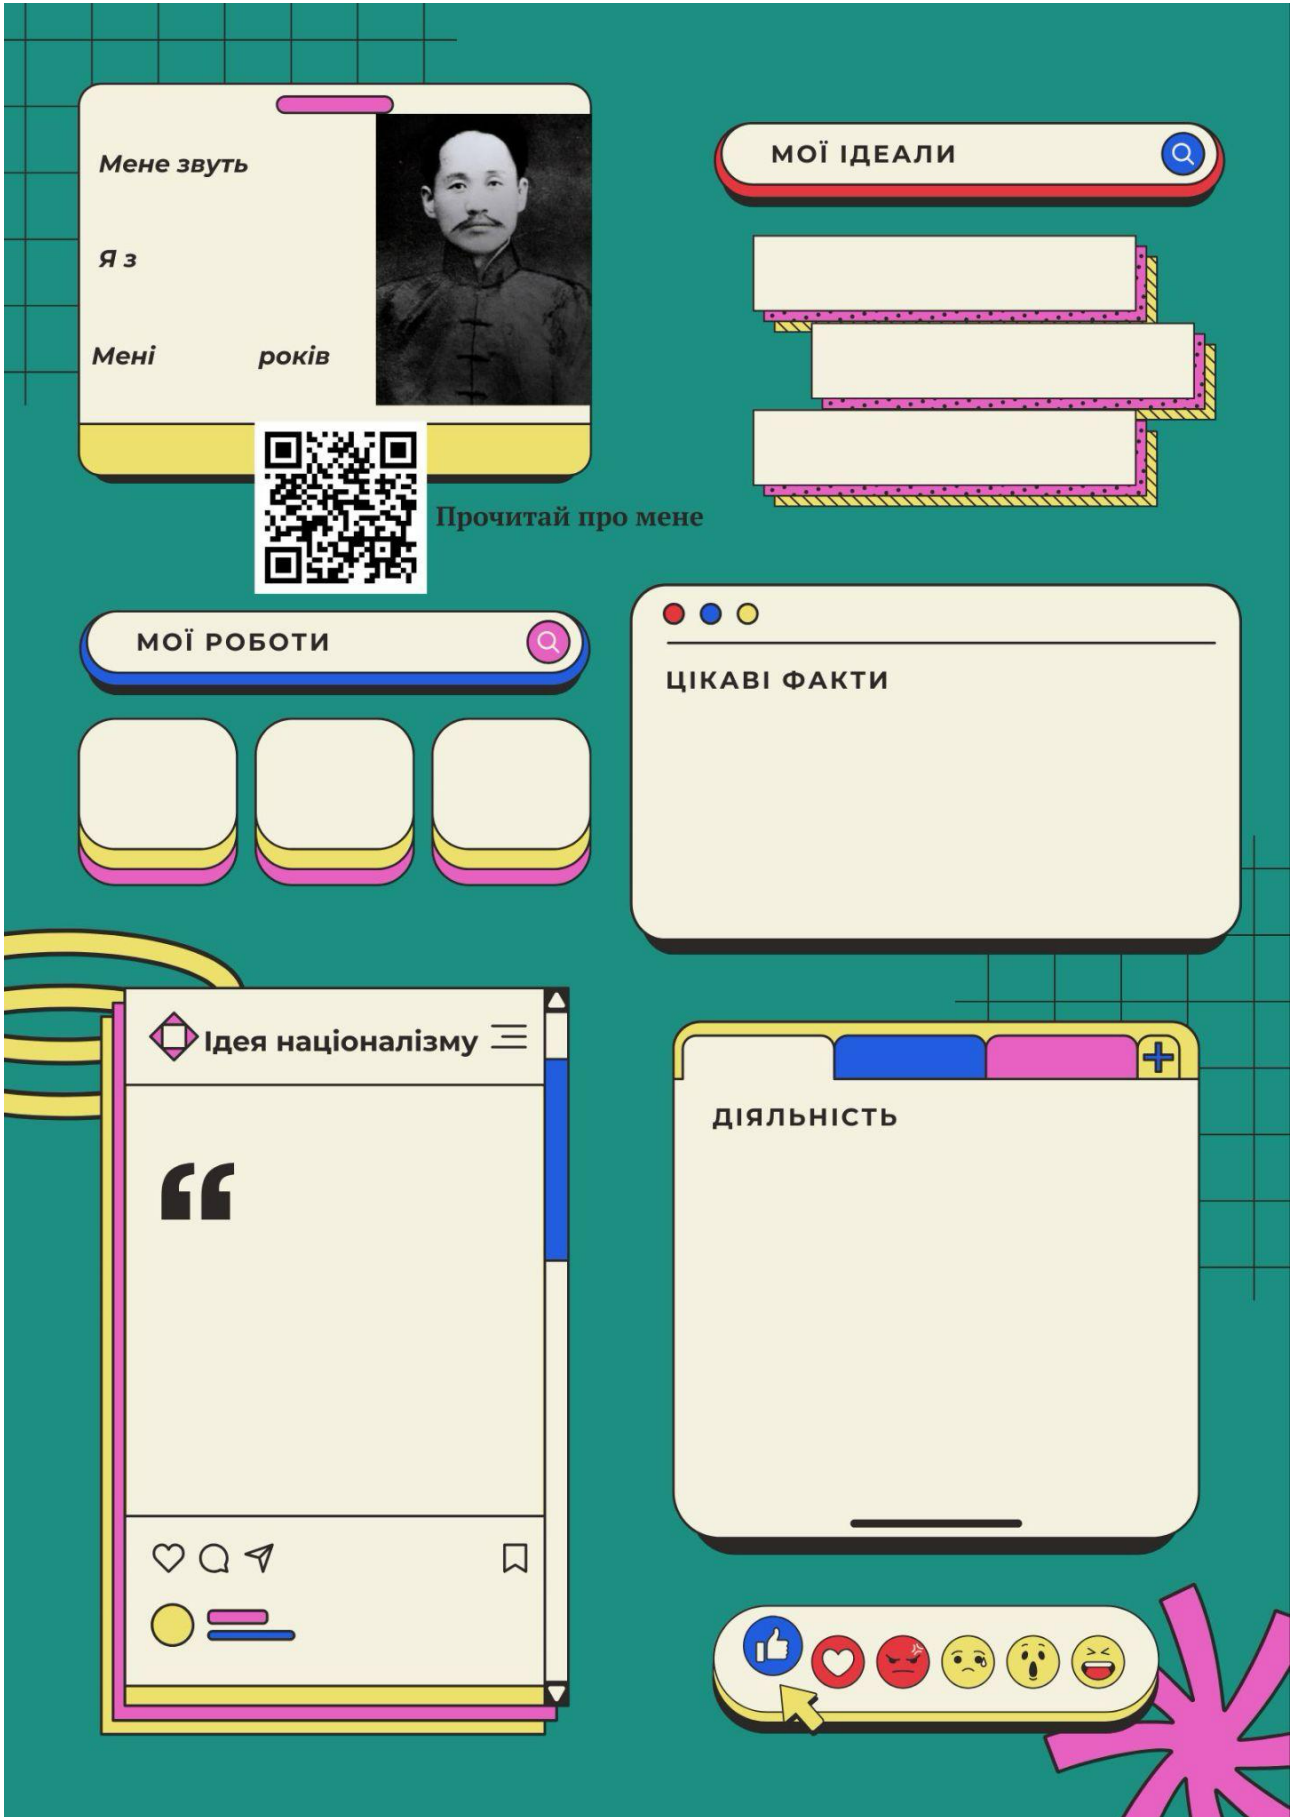 Мене звуть
Я з
Мені років
Прочитай про мене
МОЇ ІДЕАЛИ
МОЇ РОБОТИ
ЦІКАВІ ФАКТИ
Ідея націоналізму
“
ДІЯЛЬНІСТЬ